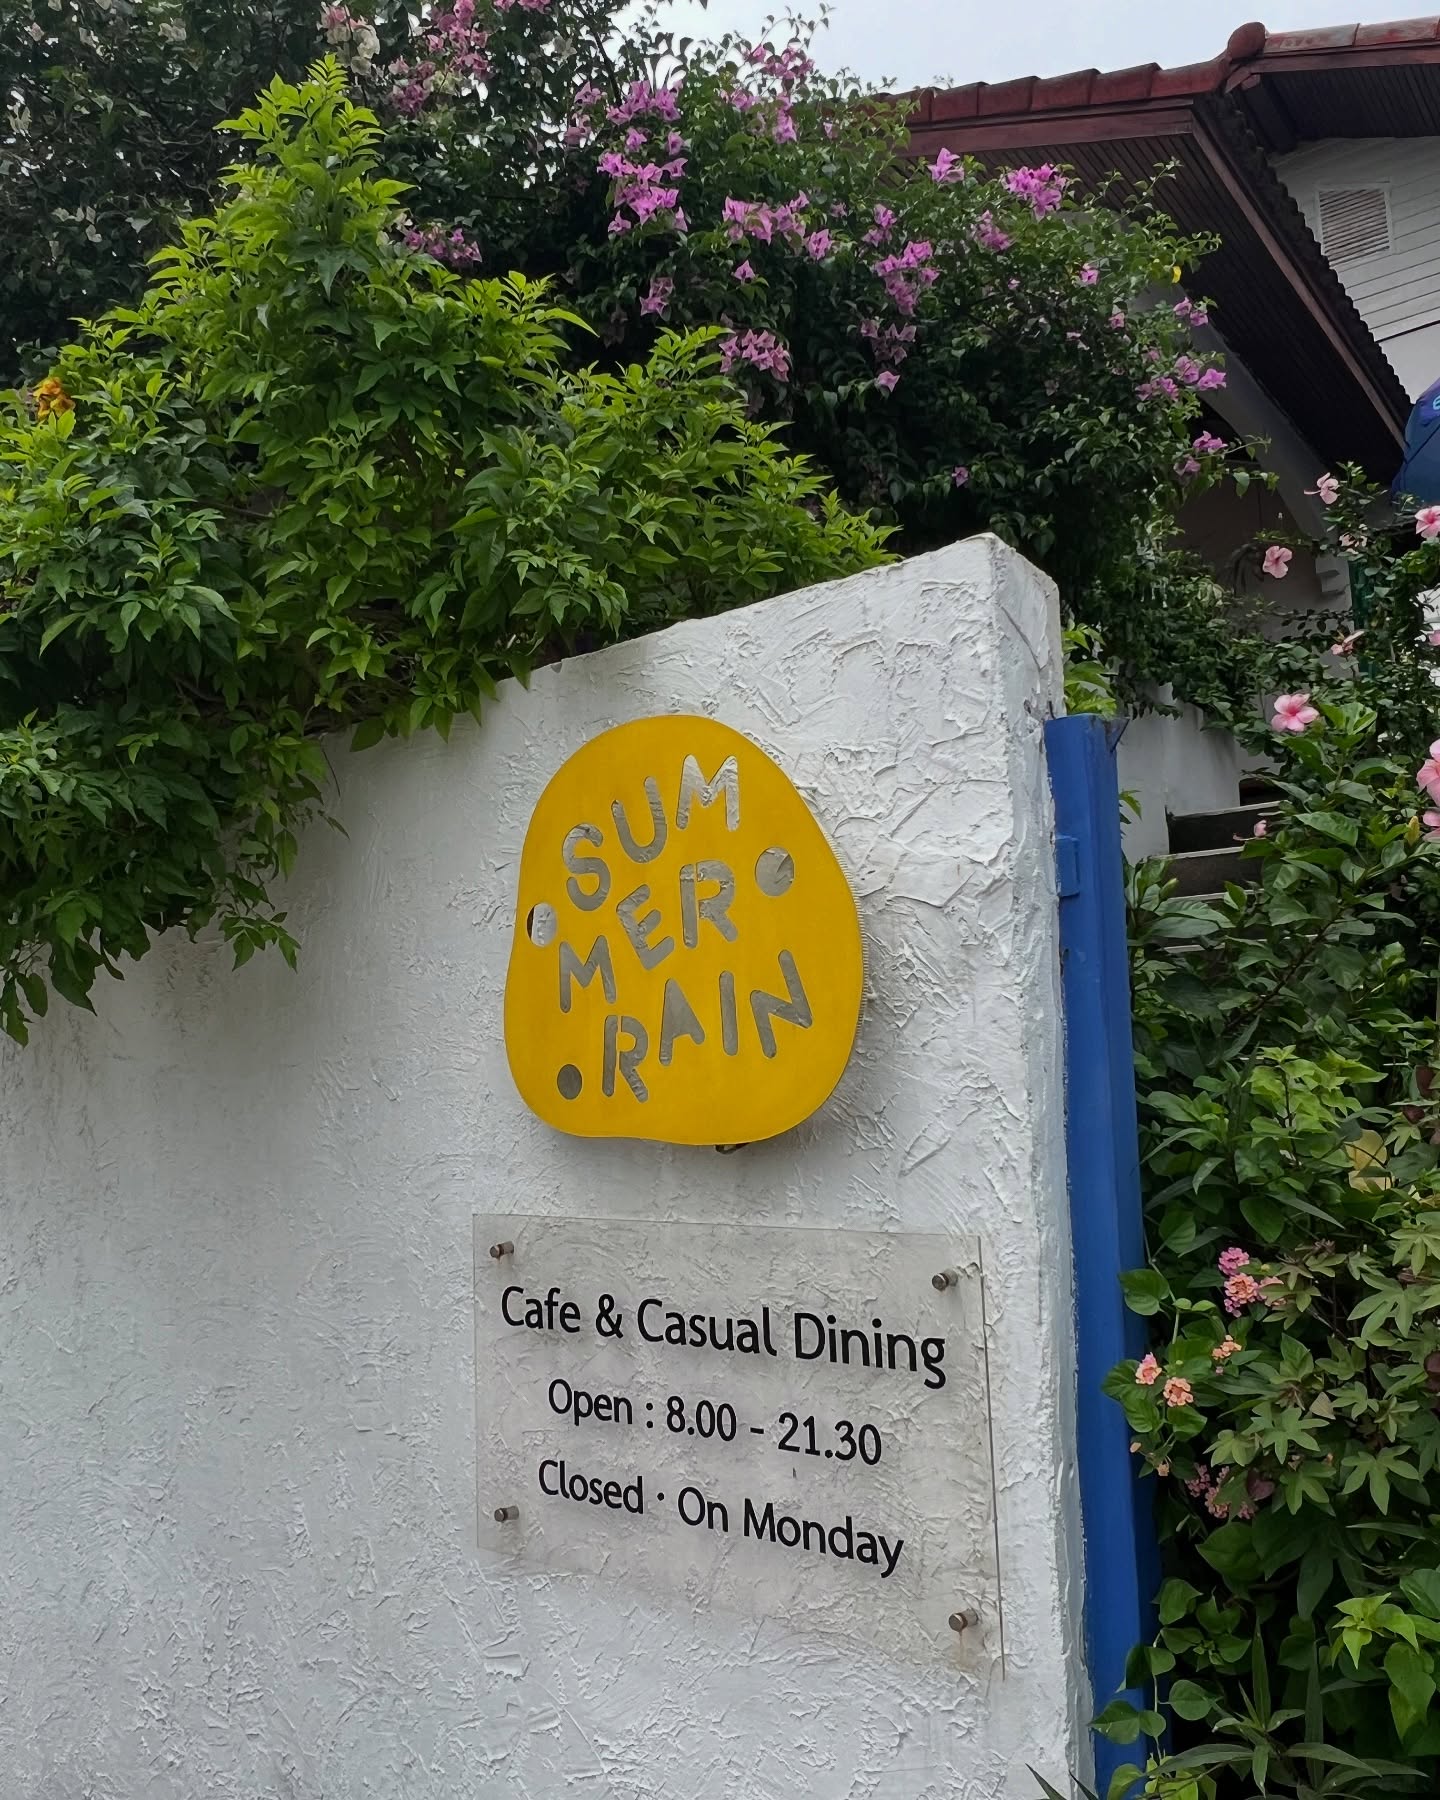 SUM
MER
RAIN
Cafe & Casual Dining
Open : 8.00 - 21.30
Closed · On Monday